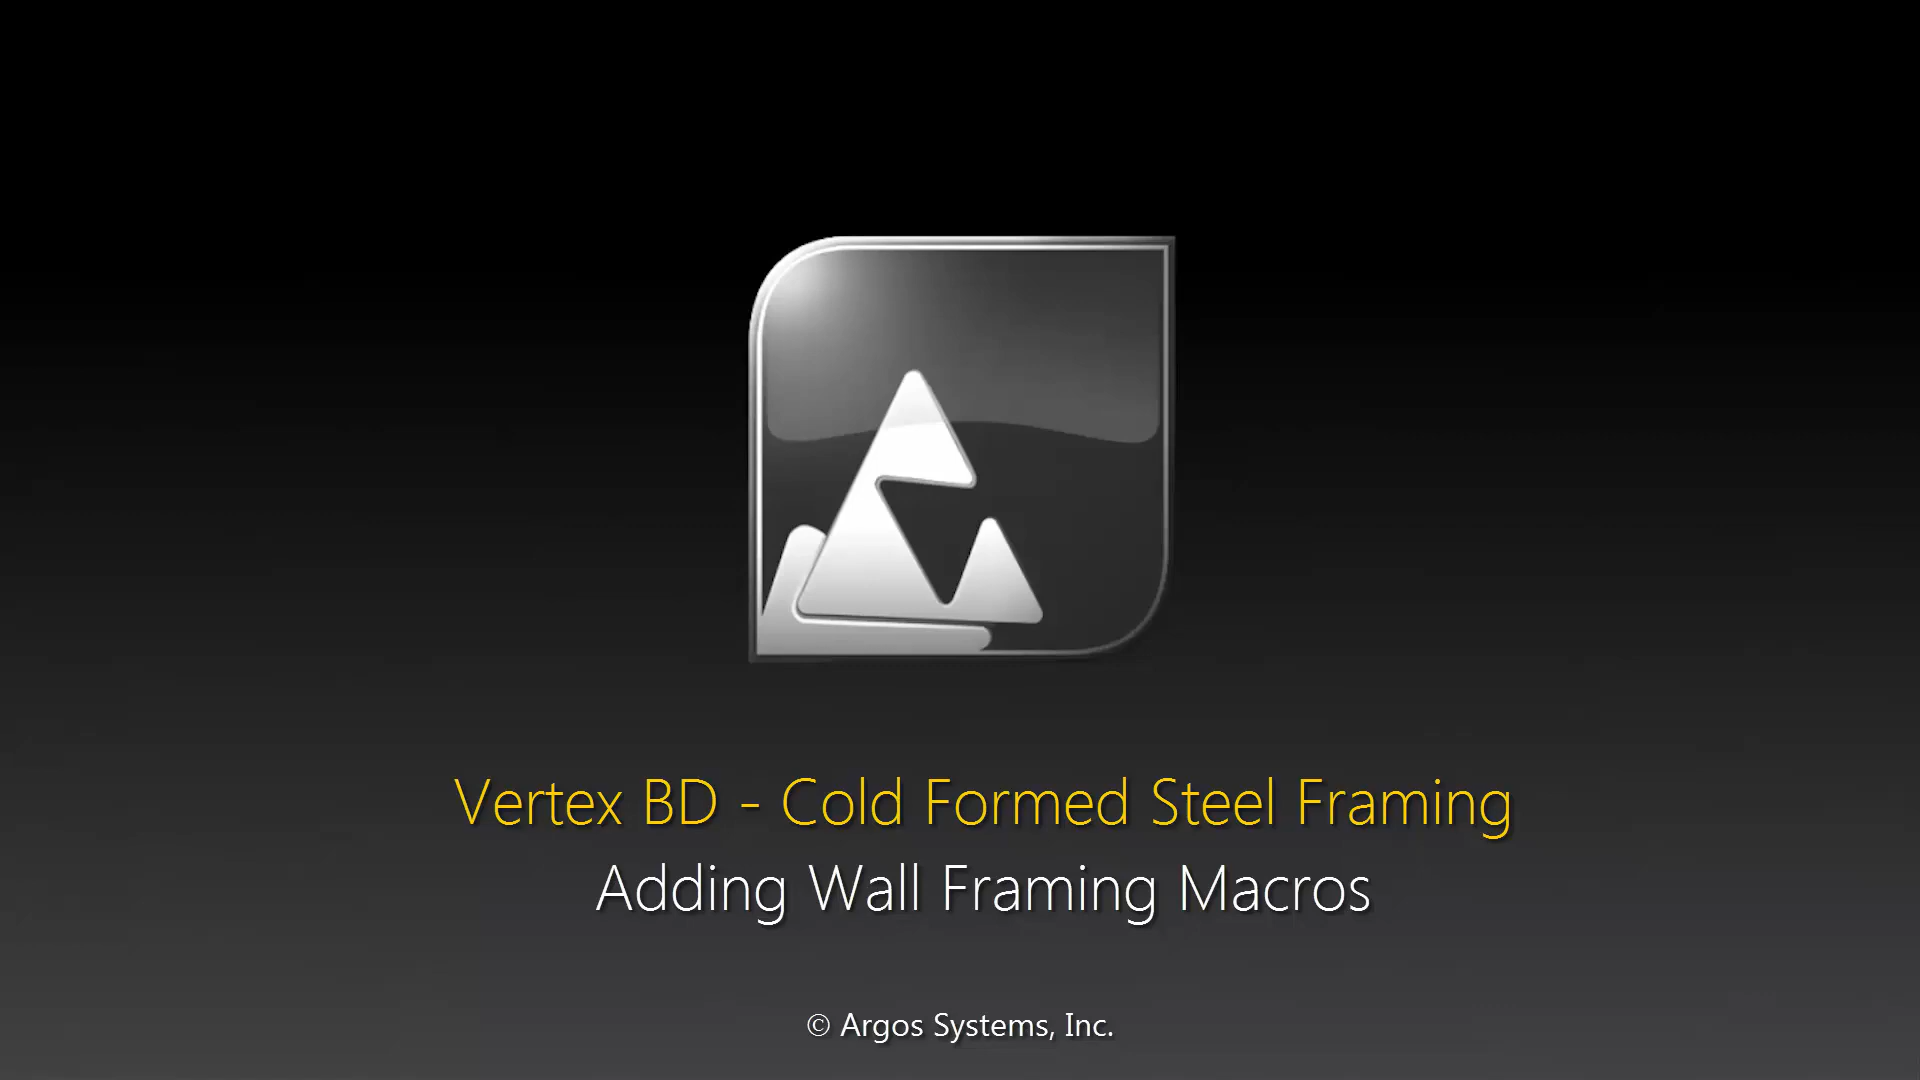 Vertex BD - Cold Formed Steel Framing
Adding Wall Framing Macros
© Argos Systems, Inc.